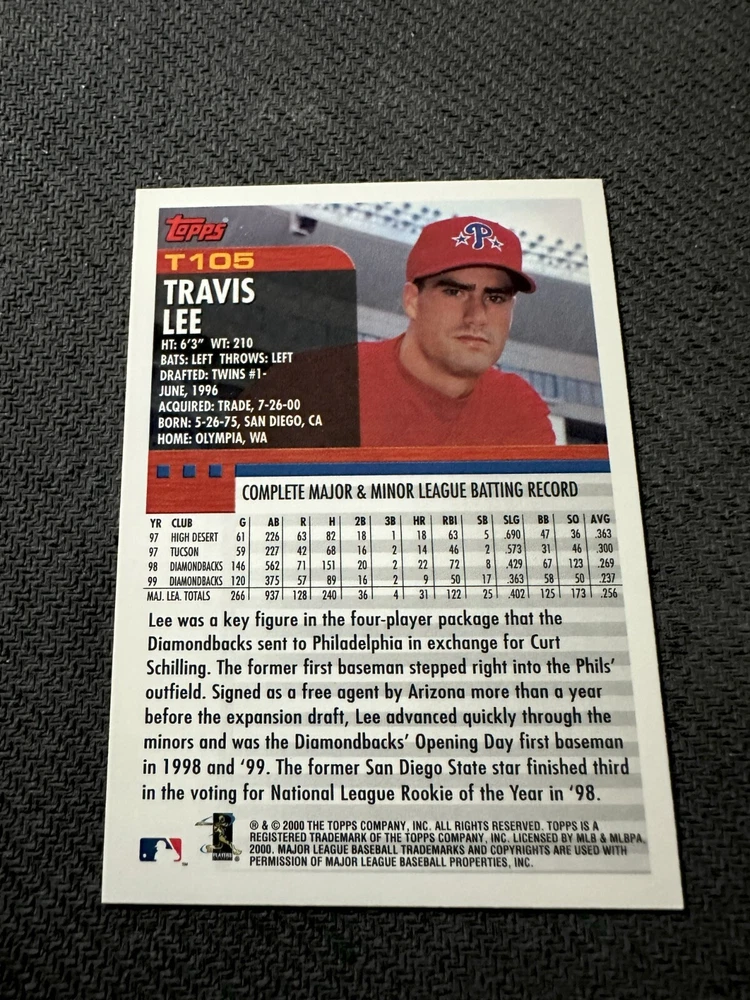 Topps
T105
TRAVIS
LEE
HT: 6'3" WT: 210
BATS: LEFT THROWS: LEFT
DRAFTED: TWINS #1-
JUNE, 1996
ACQUIRED: TRADE, 7-26-00
BORN: 5-26-75, SAN DIEGO, CA
HOME: OLYMPIA, WA
P
COMPLETE MAJOR & MINOR LEAGUE BATTING RECORD
YR CLUB G AB R H 2B 3B HR RBI SB SLG BB SO AVG
97 HIGH DESERT 61 226 63 82 18 1 18 63 5 .690 47 36 .363
97 TUCSON 59 227 42 68 16 2 14 46 2 .573 31 46 .300
98 DIAMONDBACKS 146 562 71 151 20 2 22 72 8 .429 67 123 .269
99 DIAMONDBACKS 120 375 57 89 16 2 9 50 17 .363 58 50 .237
MAJ. LEA. TOTALS 266 937 128 240 36 4 31 122 25 .402 125 173 .256
Lee was a key figure in the four-player package that the
Diamondbacks sent to Philadelphia in exchange for Curt
Schilling. The former first baseman stepped right into the Phils'
outfield. Signed as a free agent by Arizona more than a year
before the expansion draft, Lee advanced quickly through the
minors and was the Diamondbacks' Opening Day first baseman
in 1998 and '99. The former San Diego State star finished third
in the voting for National League Rookie of the Year in '98.
® & © 2000 THE TOPPS COMPANY, INC. ALL RIGHTS RESERVED. TOPPS IS A
REGISTERED TRADEMARK OF THE TOPPS COMPANY, INC. LICENSED BY MLB & MLBPA,
2000. MAJOR LEAGUE BASEBALL TRADEMARKS AND COPYRIGHTS ARE USED WITH
PERMISSION OF MAJOR LEAGUE BASEBALL PROPERTIES, INC.
PLAYERS